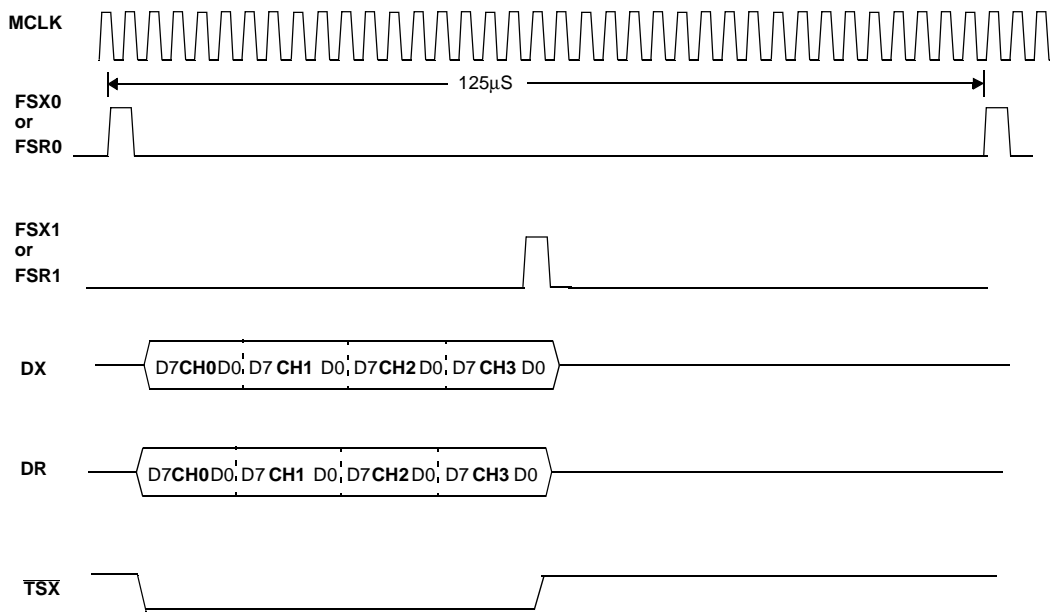 MCLK
125µS
FSX0
or
FSR0
FSX1
or
FSR1
DX
D7CH0D0 D7 CH1 D0 D7CH2D0 D7 CH3 D0
DR
D7CH0D0 D7 CH1 D0 D7CH2D0 D7 CH3 D0
TSX